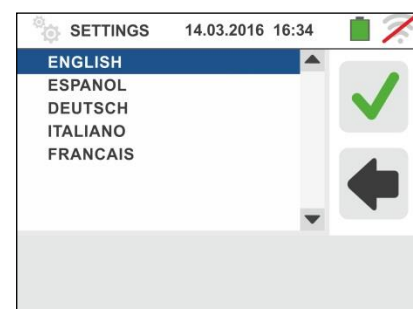 SETTINGS 14.03.2016 16:34
ENGLISH
ESPANOL
DEUTSCH
ITALIANO
FRANCAIS